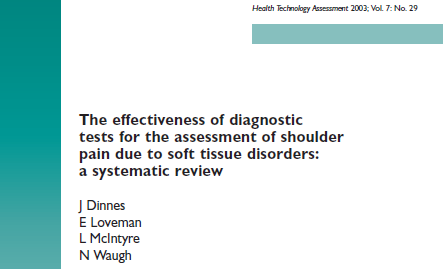 Health Technology Assessment 2003; Vol. 7: No. 29
The effectiveness of diagnostic
tests for the assessment of shoulder
pain due to soft tissue disorders:
a systematic review
J Dinnes
E Loveman
L McIntyre
N Waugh